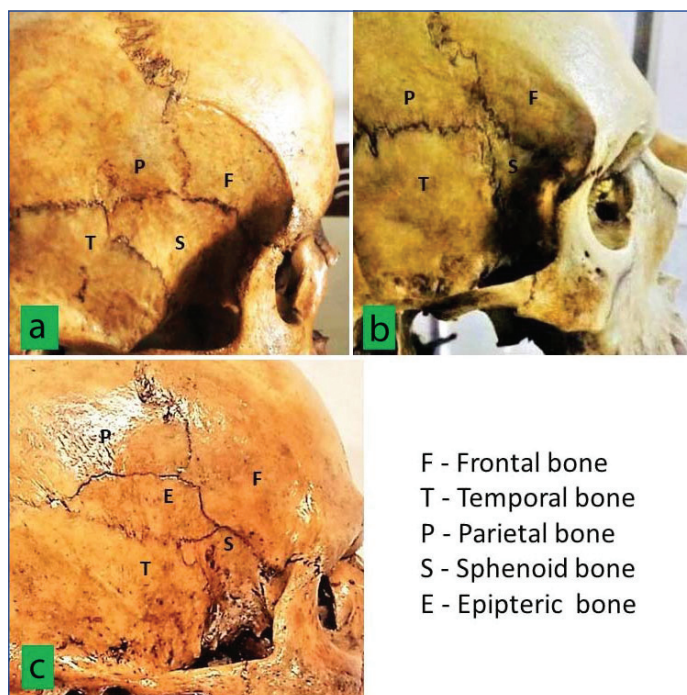 P
F
T
S
a
P
F
S
T
b
P
E
F
S
T
c
F - Frontal bone
T - Temporal bone
P - Parietal bone
S - Sphenoid bone
E - Epipteric bone